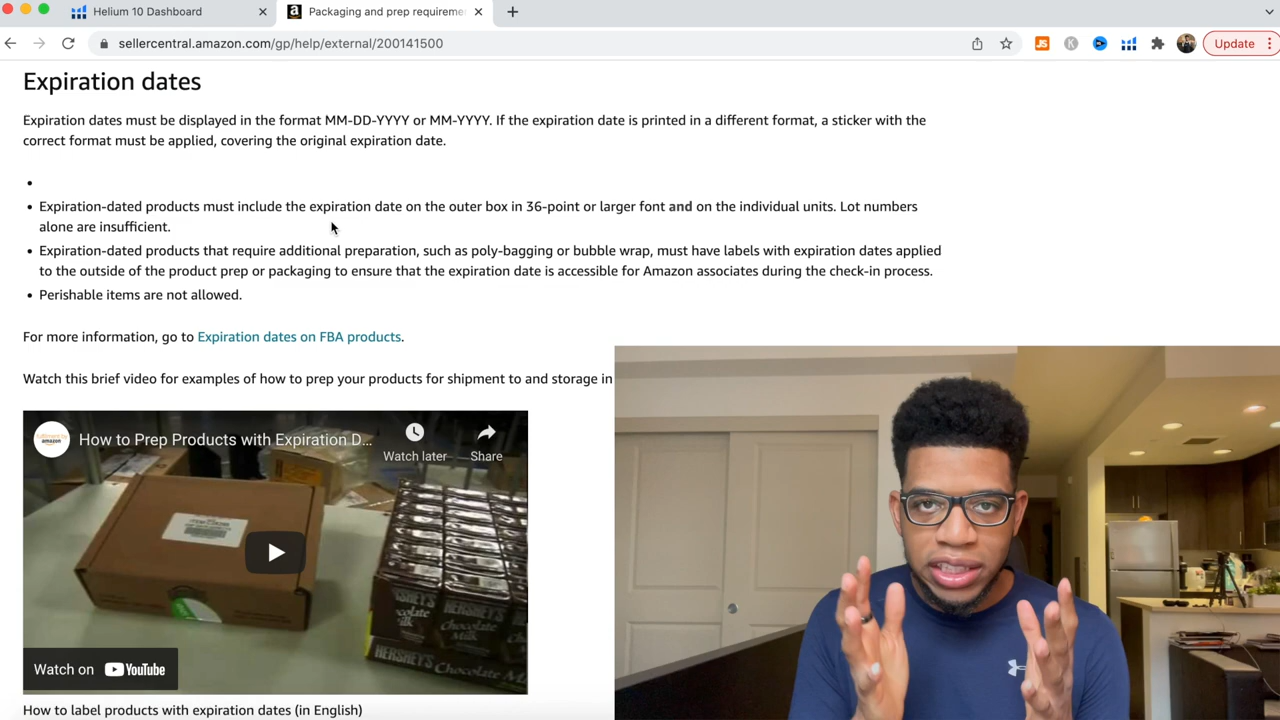 Helium 10 Dashboard
Packaging and prep requireme
sellercentral.amazon.com/gp/help/external/200141500
JS
K
Update
Expiration dates
Expiration dates must be displayed in the format MM-DD-YYYY or MM-YYYY. If the expiration date is printed in a different format, a sticker with the
correct format must be applied, covering the original expiration date.
Expiration-dated products must include the expiration date on the outer box in 36-point or larger font and on the individual units. Lot numbers
alone are insufficient.
Expiration-dated products that require additional preparation, such as poly-bagging or bubble wrap, must have labels with expiration dates applied
to the outside of the product prep or packaging to ensure that the expiration date is accessible for Amazon associates during the check-in process.
Perishable items are not allowed.
For more information, go to Expiration dates on FBA products.
Watch this brief video for examples of how to prep your products for shipment to and storage in
How to Prep Products with Expiration D...
Watch later
Share
HERSHEY'S
Chocolate
Milk
HERSHEY'S
Chocolate Milk
Watch on YouTube
How to label products with expiration dates (in English)